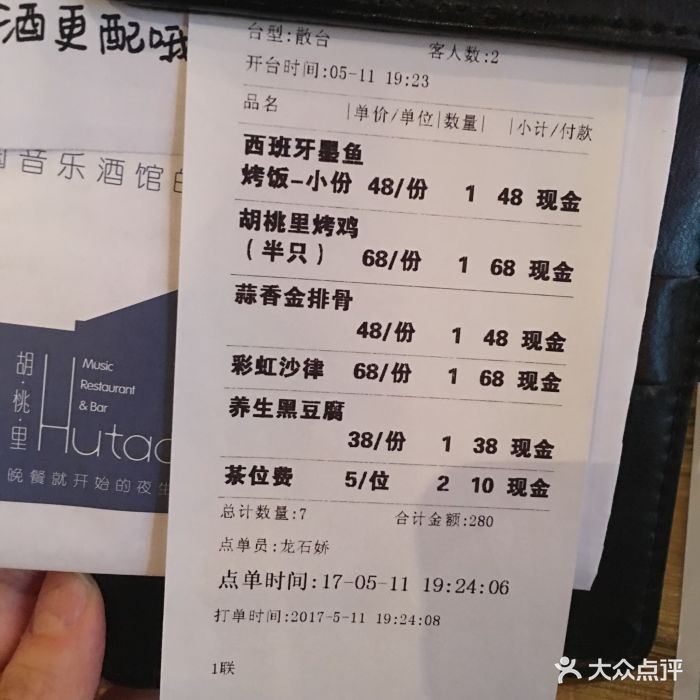 酒更配哦
音乐酒馆
胡·桃·里
Music
Restaurant
& Bar
Hutao
晚餐就开始的夜生
台型:散台 客人数:2
开台时间:05-11 19:23
品名 |单价/单位|数量| |小计/付款
西班牙墨鱼
烤饭-小份 48/份 1 48 现金
胡桃里烤鸡
(半只) 68/份 1 68 现金
蒜香金排骨
48/份 1 48 现金
彩虹沙律 68/份 1 68 现金
养生黑豆腐
38/份 1 38 现金
茶位费 5/位 2 10 现金
总计数量:7 合计金额:280
点单员:龙石娇
点单时间:17-05-11 19:24:06
打单时间:2017-5-11 19:24:08
1联
大众点评